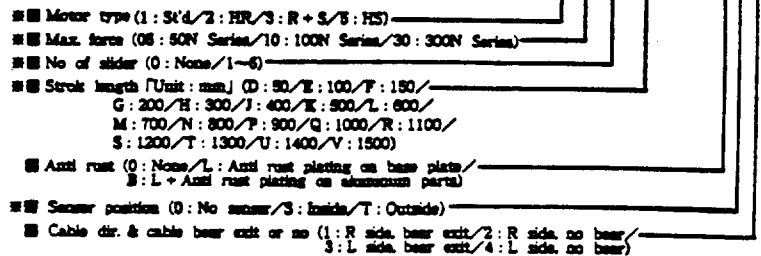 ※■ Motor type (1 : St'd／2 : HR／3 : R + S／5 : HS)
※■ Max. force (05 : 50N Series／10 : 100N Series／30 : 300N Series)
※■ No of slider (0 : None／1~6)
※■ Strok length 「Unit : mm」 (D : 50／E : 100／F : 150／
G : 200／H : 300／J : 400／K : 500／L : 600／
M : 700／N : 800／P : 900／Q : 1000／R : 1100／
S : 1200／T : 1300／U : 1400／V : 1500)
■ Anti rust (0 : None／L : Anti rust plating on base plate／
B : L + Anti rust plating on aluminum parts)
※■ Sensor position (0 : No sensor／S : Inside／T : Outside)
■ Cable dir. & cable bear exit or no (1 : R side, bear exit／2 : R side, no bear／
3 : L side, bear exit／4 : L side, no bear)